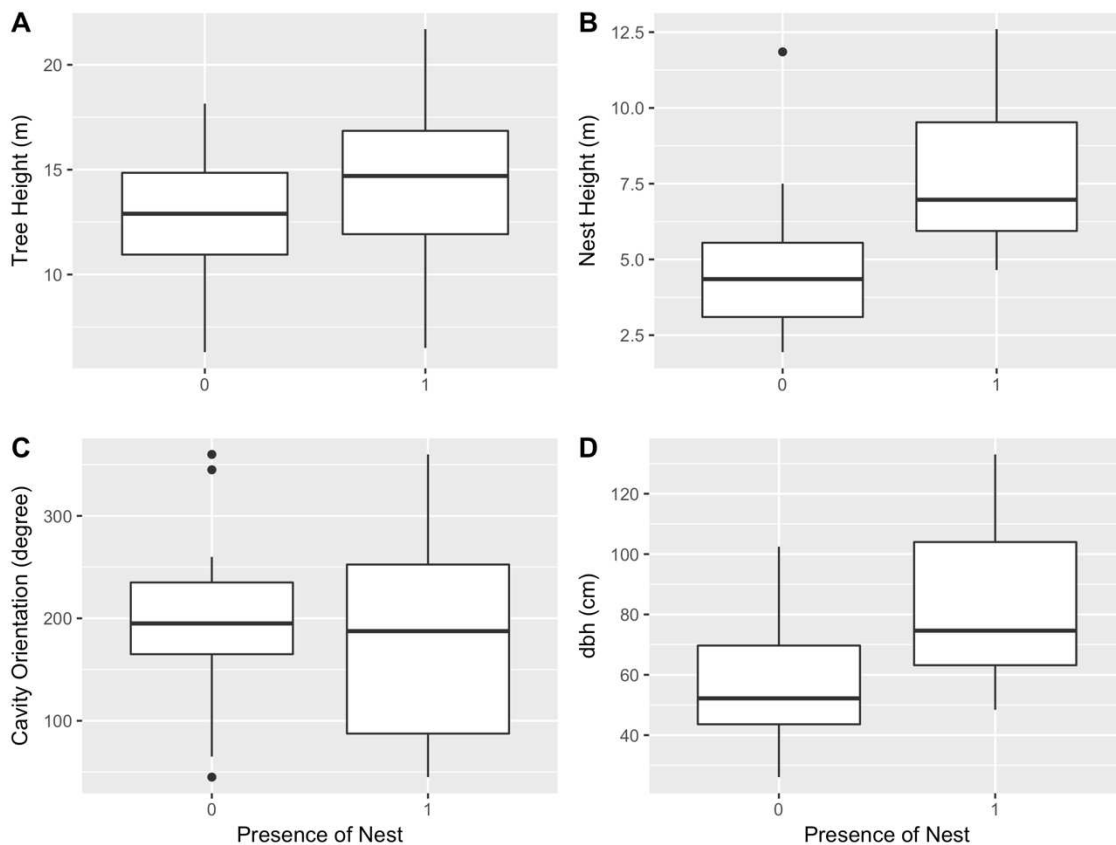 A
Tree Height (m)
20
15
10
0
1
B
Nest Height (m)
12.5
10.0
7.5
5.0
2.5
0
1
C
Cavity Orientation (degree)
300
200
100
0
1
Presence of Nest
D
dbh (cm)
120
100
80
60
40
0
1
Presence of Nest